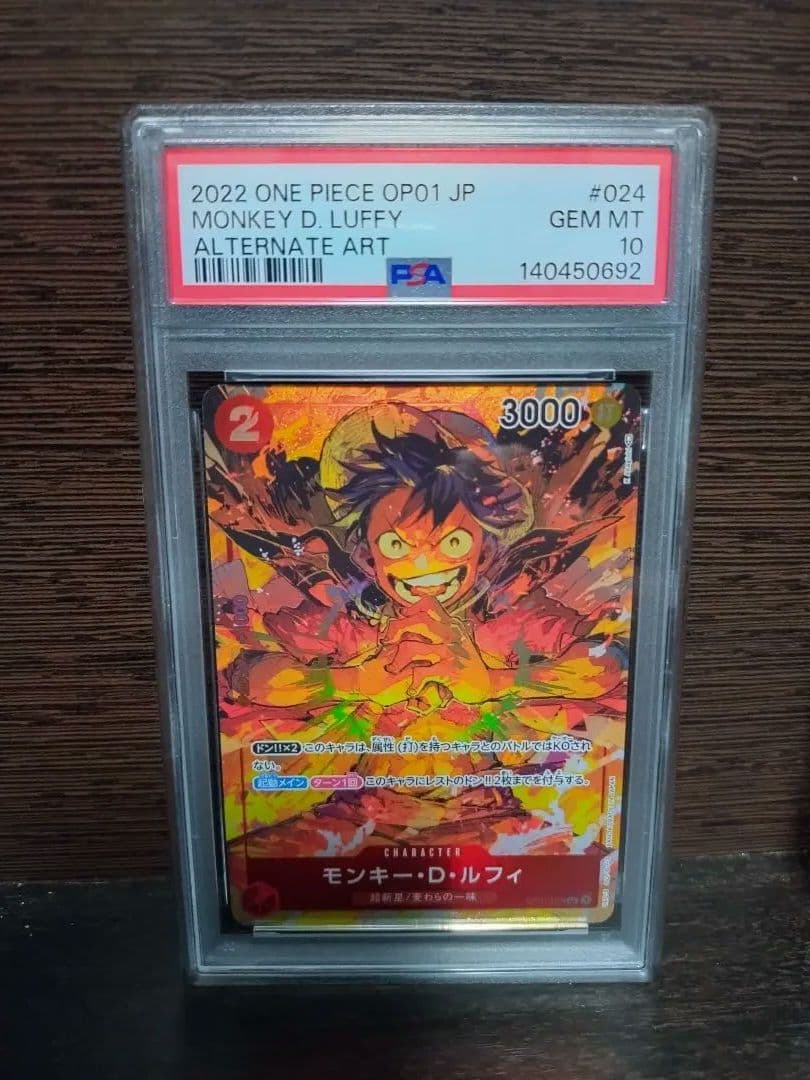 2022 ONE PIECE OP01 JP #024
MONKEY D. LUFFY GEM MT
ALTERNATE ART 10
PSA 140450692
2 3000 打
ドン!!×2 このキャラは、属性(打)を持つキャラとのバトルではKOされ
ない。
起動メイン ターン1回 このキャラにレストのドン!!2枚までを付与する。
CHARACTER
モンキー・D・ルフィ
超新星/麦わらの一味